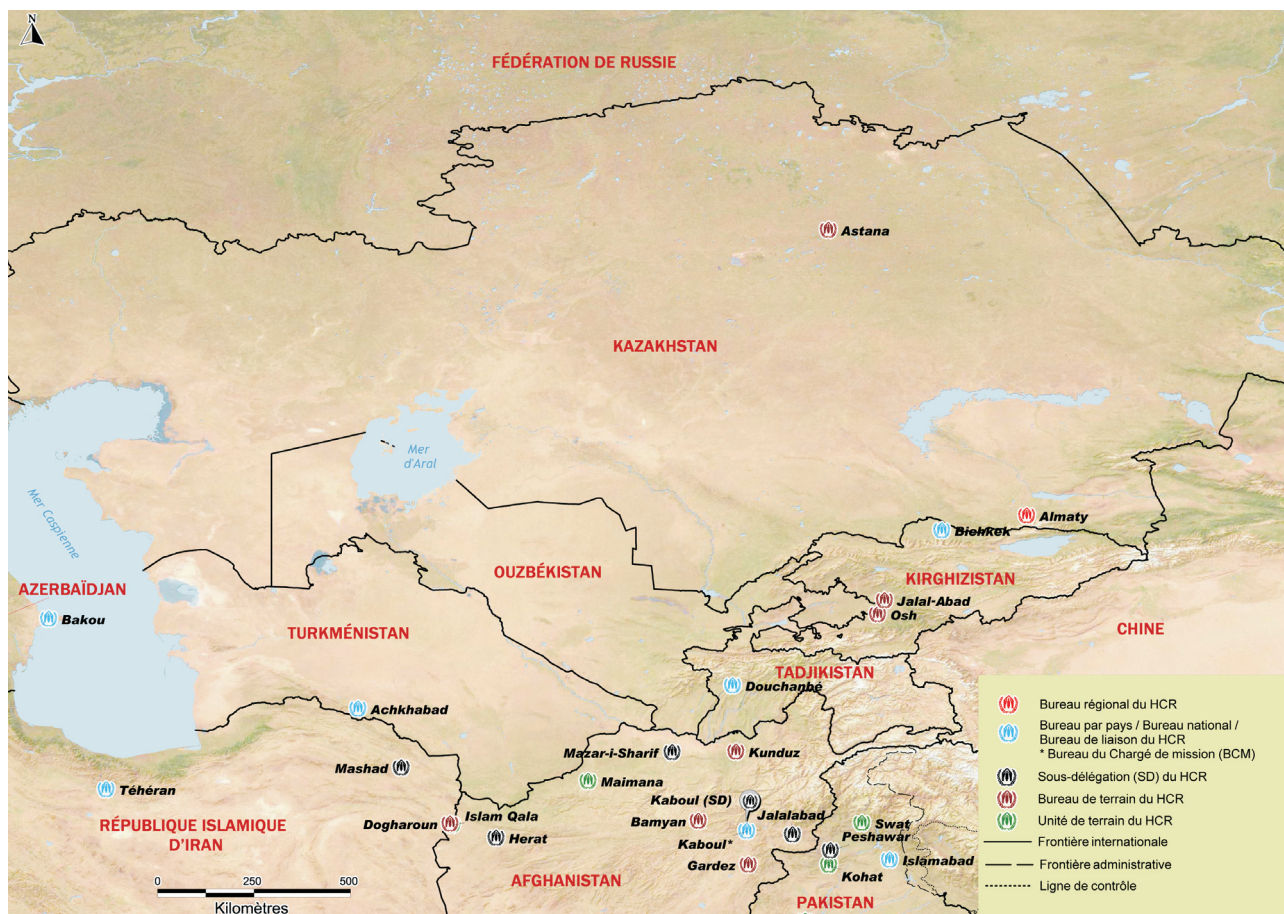 N
FÉDÉRATION DE RUSSIE
Astana
KAZAKHSTAN
Mer
d'Aral
Mer Caspienne
Almaty
Bichkek
AZERBAÏDJAN
Bakou
OUZBÉKISTAN
KIRGHIZISTAN
Jalal-Abad
Osh
TURKMÉNISTAN
CHINE
TADJIKISTAN
Douchanbé
Achkhabad
Mazar-i-Sharif
Kunduz
Mashad
Maimana
Téhéran
Kaboul (SD)
Jalalabad
Islam Qala
Dogharoun
Bamyan
Swat
Peshawar
RÉPUBLIQUE ISLAMIQUE
D'IRAN
Herat
Kaboul*
Gardez
Islamabad
Kohat
AFGHANISTAN
PAKISTAN
0 250 500
Kilomètres
Bureau régional du HCR
Bureau par pays / Bureau national /
Bureau de liaison du HCR
* Bureau du Chargé de mission (BCM)
Sous-délégation (SD) du HCR
Bureau de terrain du HCR
Unité de terrain du HCR
Frontière internationale
Frontière administrative
Ligne de contrôle